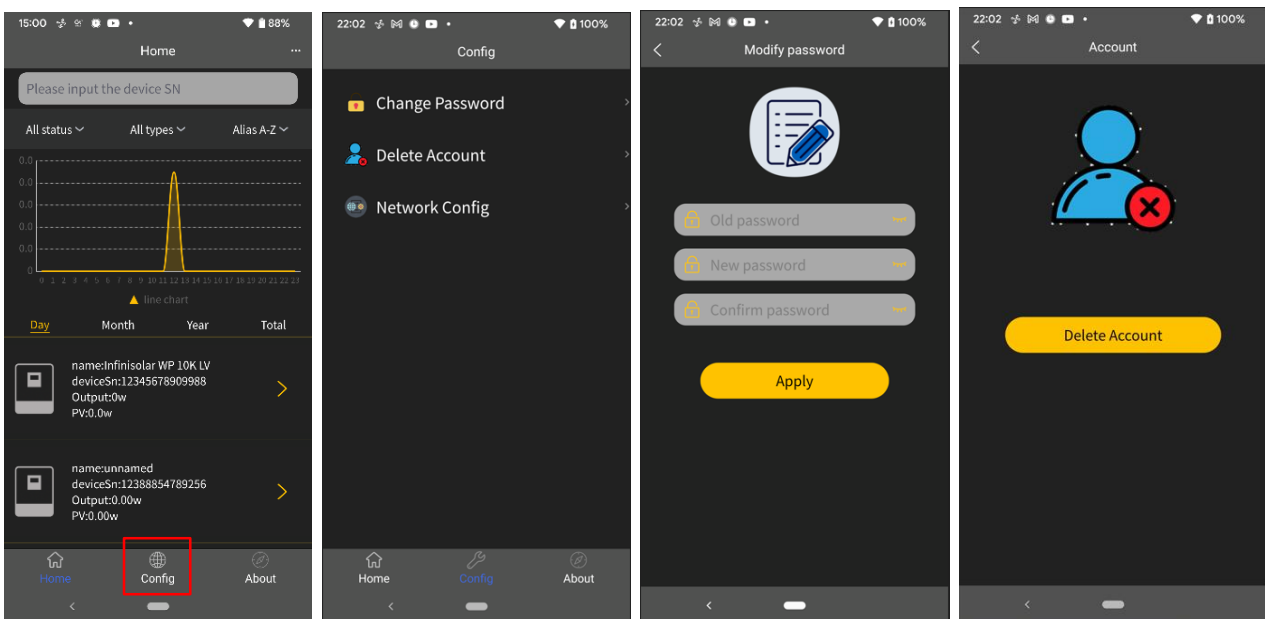 15:00
88%
Home
...
Please input the device SN
All status
All types
Alias A-Z
0.0
0.0
0.0
0.0
0.0
0
0 1 2 3 4 5 6 7 8 9 10 11 12 13 14 15 16 17 18 19 20 21 22 23
line chart
Day Month Year Total
name:Infinisolar WP 10K LV
deviceSn:12345678909988
Output:0w
PV:0.0w
name:unnamed
deviceSn:12388854789256
Output:0.00w
PV:0.00w
Home Config About
22:02
100%
Config
Change Password
Delete Account
Network Config
Home Config About
22:02
100%
Modify password
Old password
New password
Confirm password
Apply
22:02
100%
Account
Delete Account